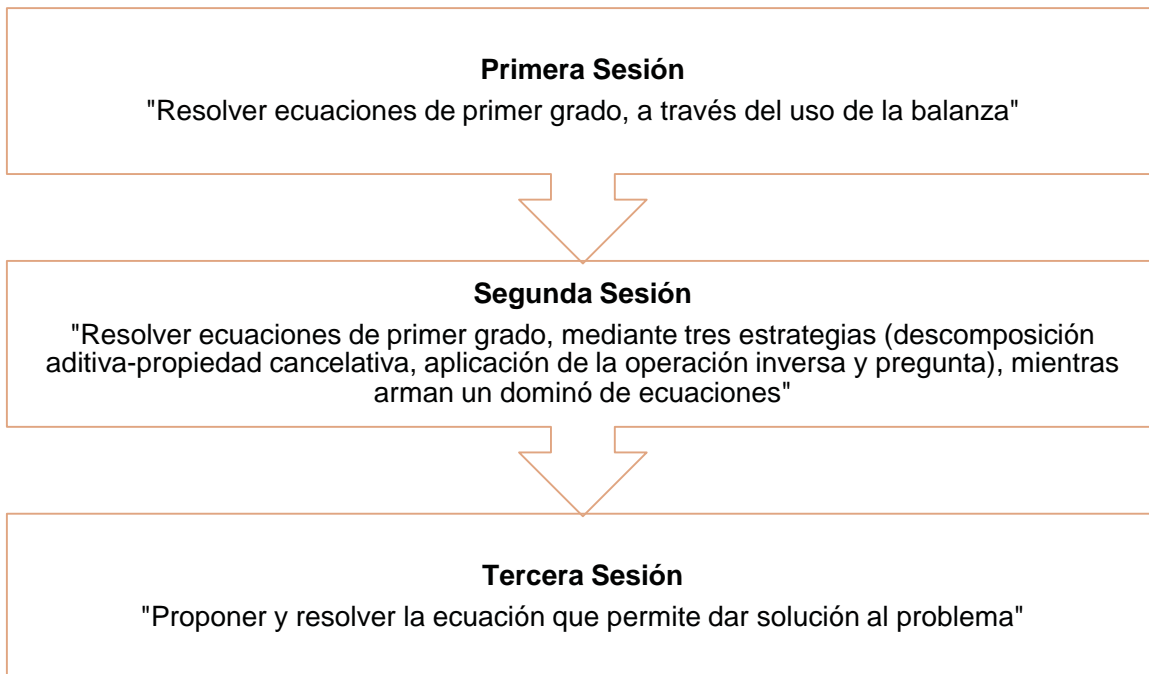 Primera Sesión
"Resolver ecuaciones de primer grado, a través del uso de la balanza"
Segunda Sesión
"Resolver ecuaciones de primer grado, mediante tres estrategias (descomposición
aditiva-propiedad cancelativa, aplicación de la operación inversa y pregunta), mientras
arman un dominó de ecuaciones"
Tercera Sesión
"Proponer y resolver la ecuación que permite dar solución al problema"